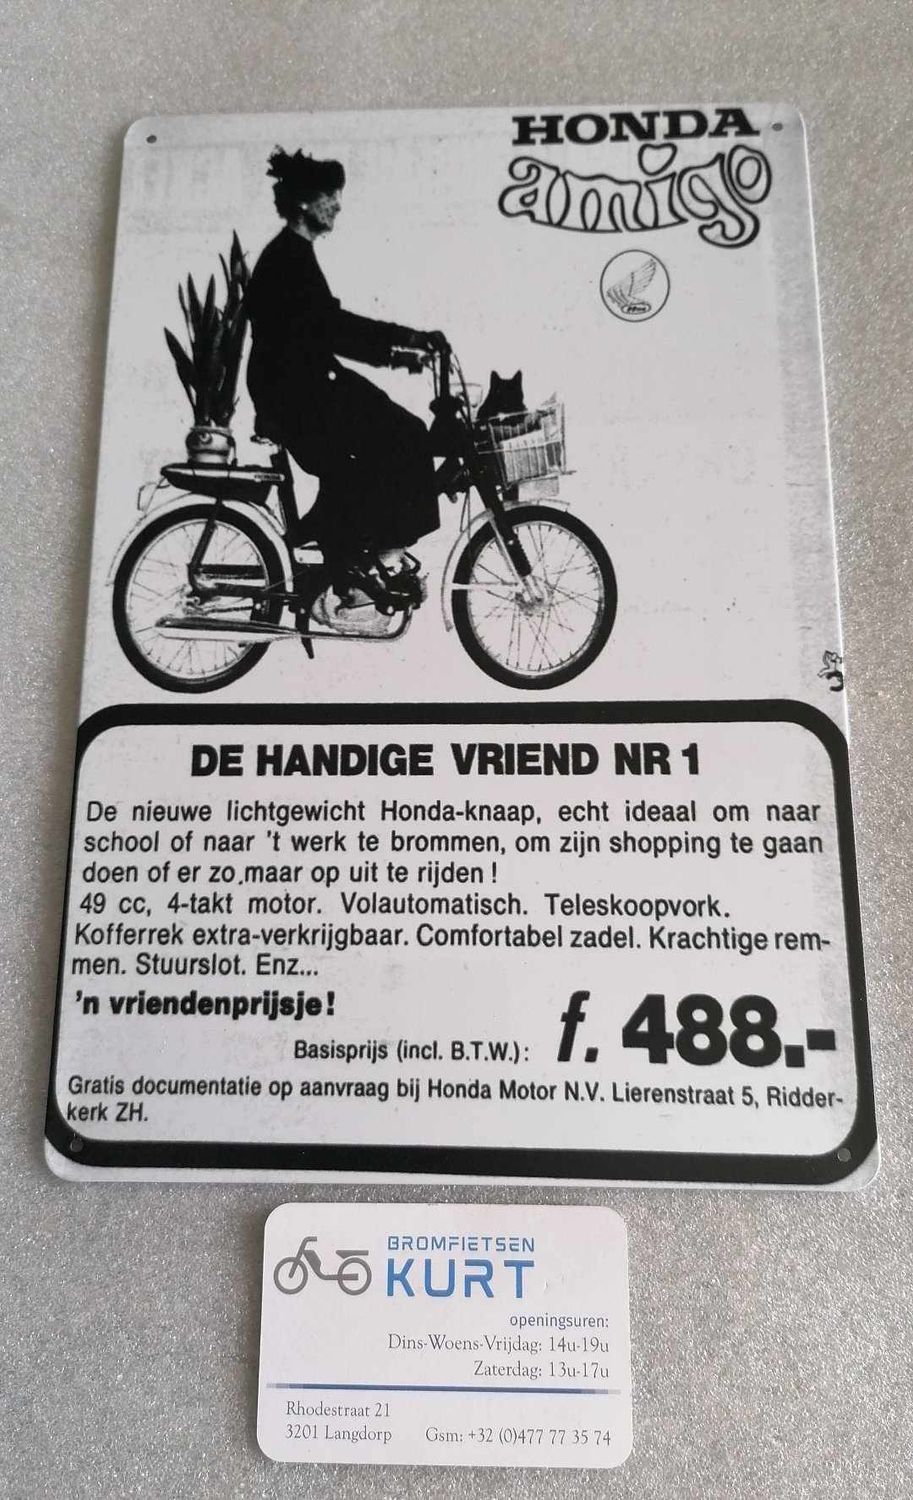 HONDA
amigo
DE HANDIGE VRIEND NR 1
De nieuwe lichtgewicht Honda-knaap, echt ideaal om naar
school of naar 't werk te brommen, om zijn shopping te gaan
doen of er zo maar op uit te rijden !
49 cc, 4-takt motor. Volautomatisch. Teleskoopvork.
Kofferrek extra-verkrijgbaar. Comfortabel zadel. Krachtige rem-
men. Stuurslot. Enz...
'n vriendenprijsje!
Basisprijs (incl. B.T.W.): f. 488.-
Gratis documentatie op aanvraag bij Honda Motor N.V. Lierenstraat 5, Ridder-
kerk ZH.
BROMFIETSEN
KURT
openingsuren:
Dins-Woens-Vrijdag: 14u-19u
Zaterdag: 13u-17u
Rhodestraat 21
3201 Langdorp Gsm: +32 (0)477 77 35 74